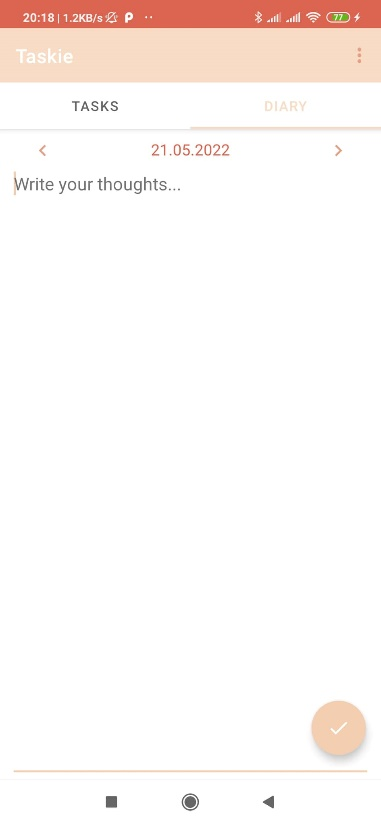 20:18 | 1.2KB/s
77
Taskie
TASKS
DIARY
21.05.2022
Write your thoughts...